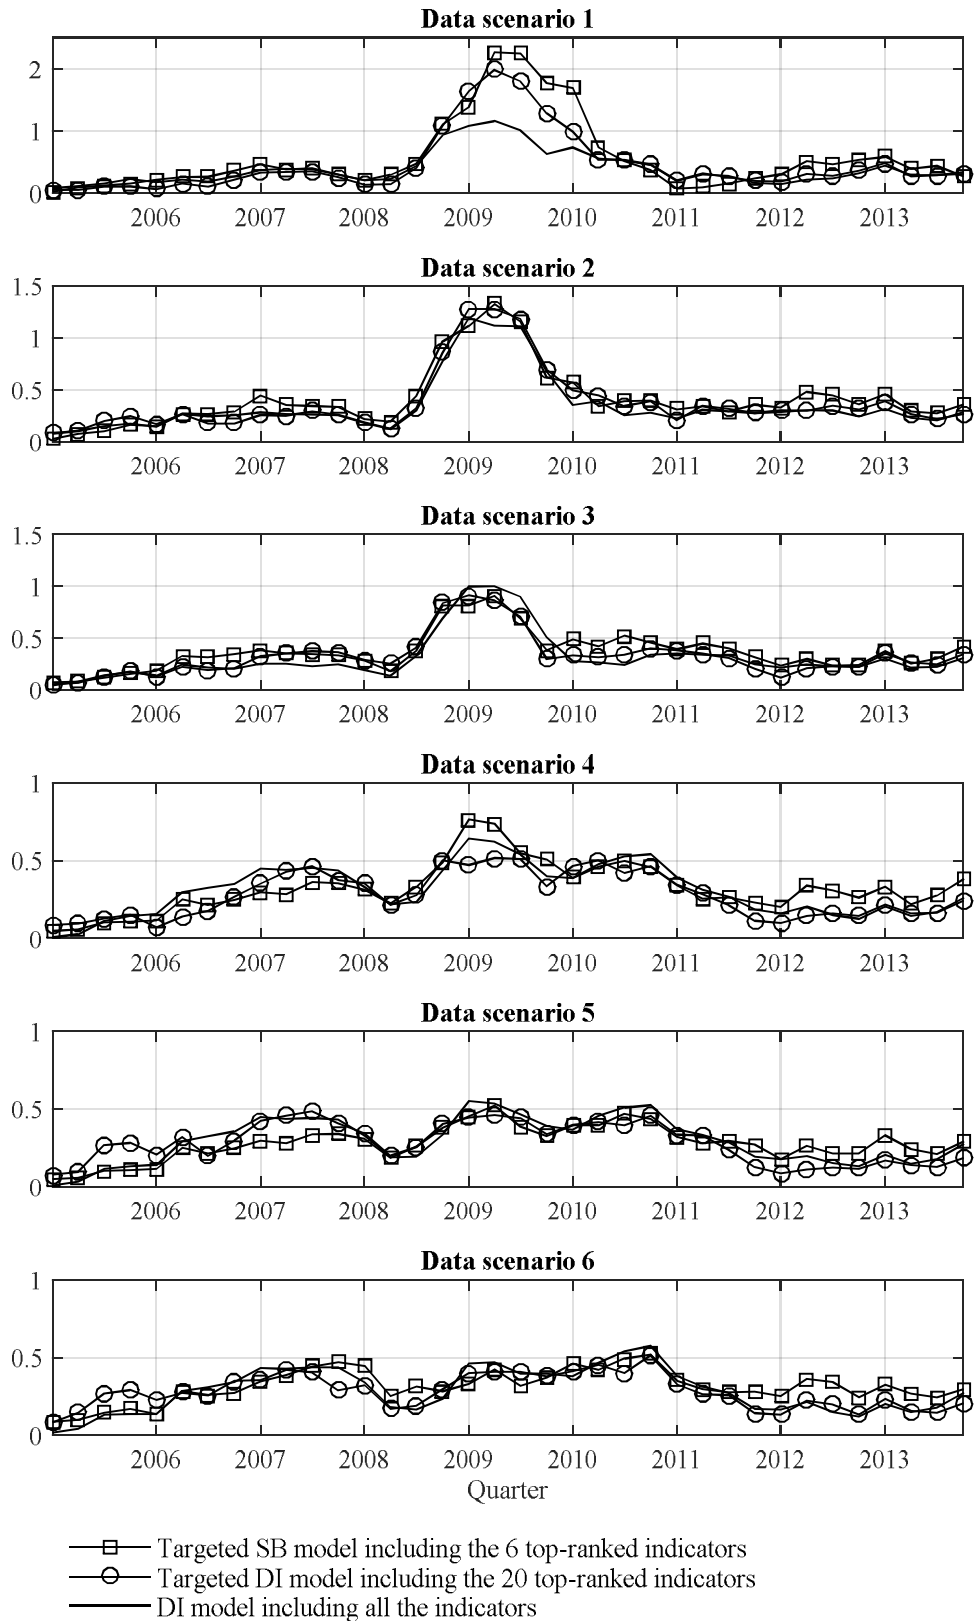 Data scenario 1
2
1
0
2006 2007 2008 2009 2010 2011 2012 2013
Data scenario 2
1.5
1
0.5
0
2006 2007 2008 2009 2010 2011 2012 2013
Data scenario 3
1.5
1
0.5
0
2006 2007 2008 2009 2010 2011 2012 2013
Data scenario 4
1
0.5
0
2006 2007 2008 2009 2010 2011 2012 2013
Data scenario 5
1
0.5
0
2006 2007 2008 2009 2010 2011 2012 2013
Data scenario 6
1
0.5
0
2006 2007 2008 2009 2010 2011 2012 2013
Quarter
Targeted SB model including the 6 top-ranked indicators
Targeted DI model including the 20 top-ranked indicators
DI model including all the indicators